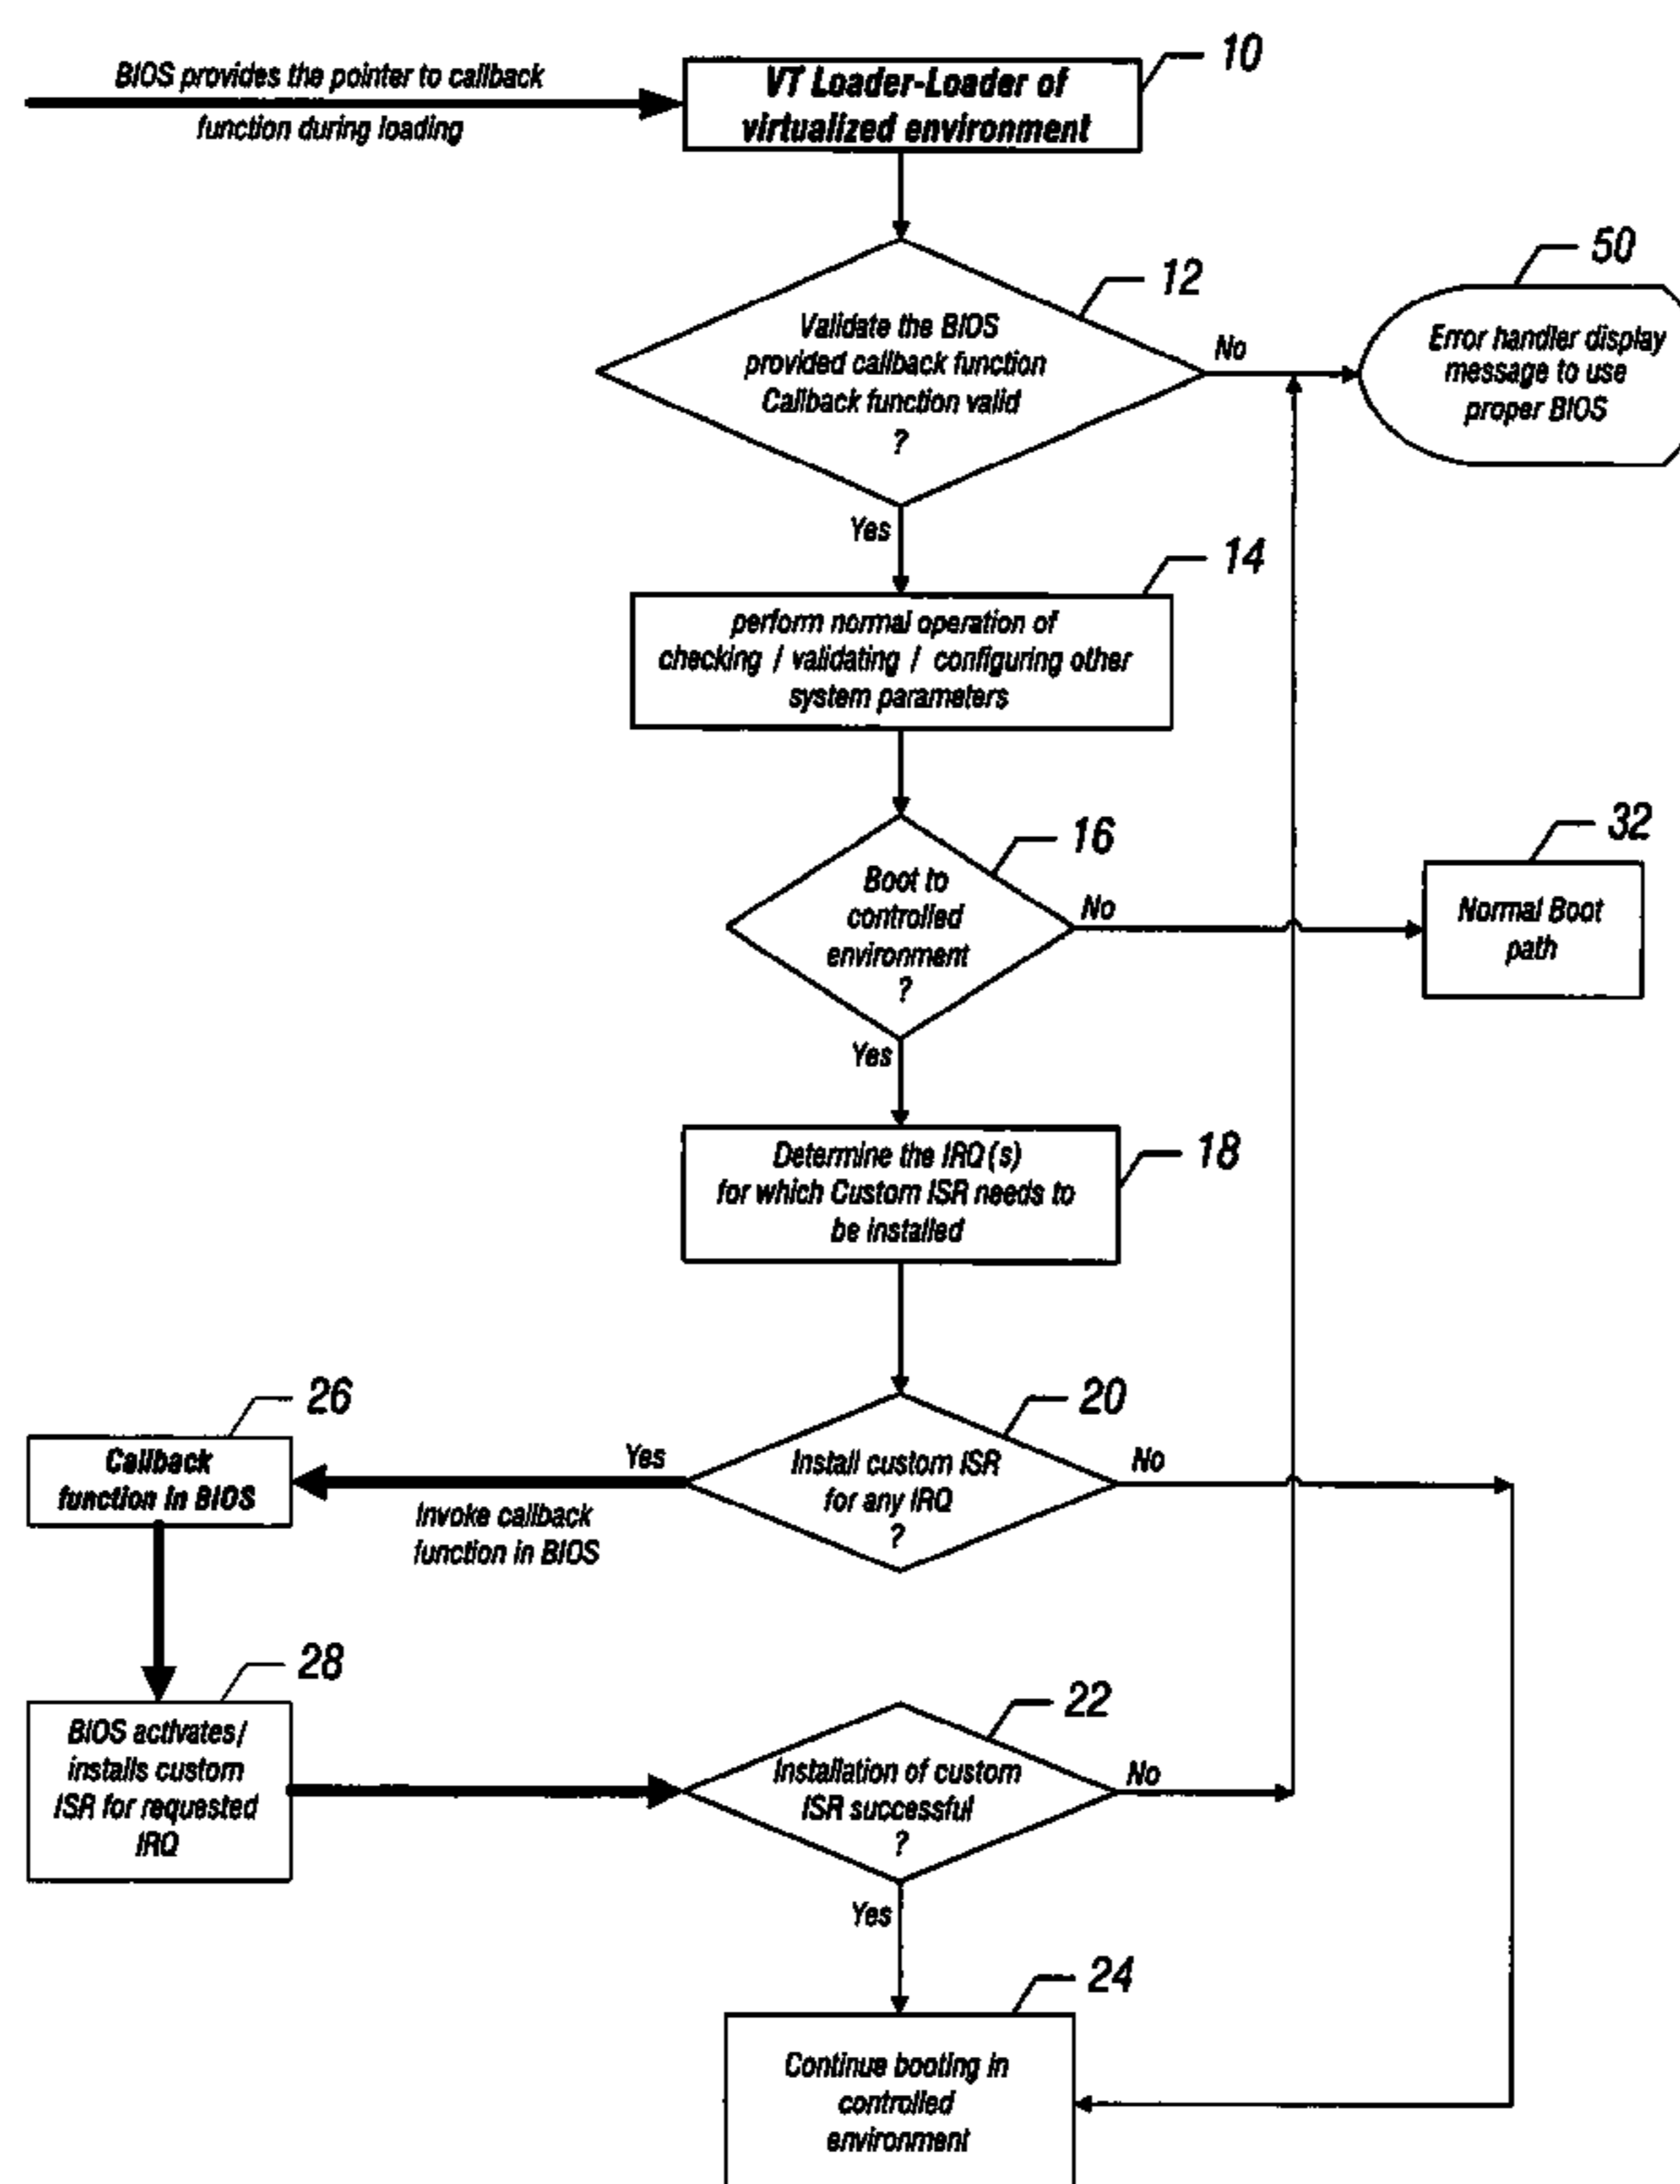 BIOS provides the pointer to callback
function during loading
VT Loader-Loader of
virtualized environment
10
Validate the BIOS
provided callback function
Callback function valid
?
12
No
50
Error handler display
message to use
proper BIOS
Yes
14
perform normal operation of
checking / validating / configuring other
system parameters
16
Boot to
controlled
environment
?
No
32
Normal Boot
path
Yes
18
Determine the IRQ(s)
for which Custom ISR needs to
be installed
20
Install custom ISR
for any IRQ
?
No
Yes
Invoke callback
function in BIOS
26
Callback
function in BIOS
28
BIOS activates/
installs custom
ISR for requested
IRQ
22
Installation of custom
ISR successful
?
No
Yes
24
Continue booting in
controlled
environment